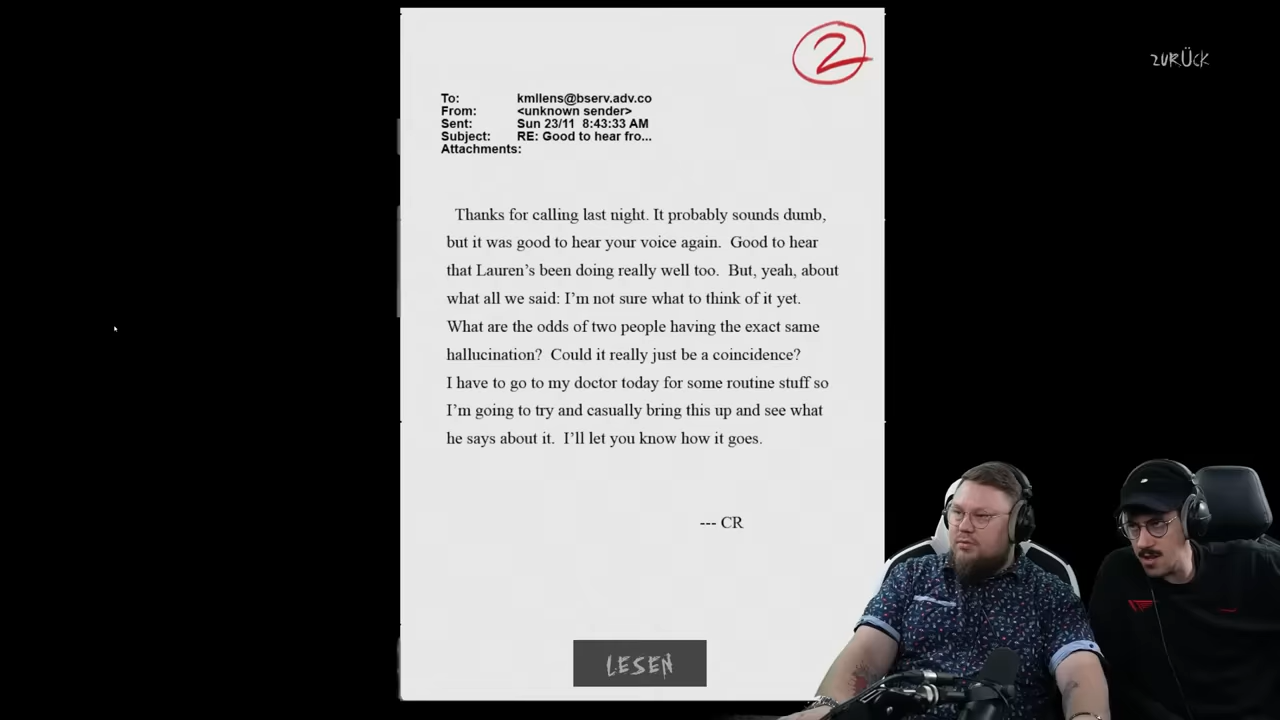 2
ZURÜCK
To: kmllens@bserv.adv.co
From: <unknown sender>
Sent: Sun 23/11 8:43:33 AM
Subject: RE: Good to hear fro...
Attachments:
Thanks for calling last night. It probably sounds dumb,
but it was good to hear your voice again. Good to hear
that Lauren’s been doing really well too. But, yeah, about
what all we said: I’m not sure what to think of it yet.
What are the odds of two people having the exact same
hallucination? Could it really just be a coincidence?
I have to go to my doctor today for some routine stuff so
I’m going to try and casually bring this up and see what
he says about it. I’ll let you know how it goes.
--- CR
LESEN